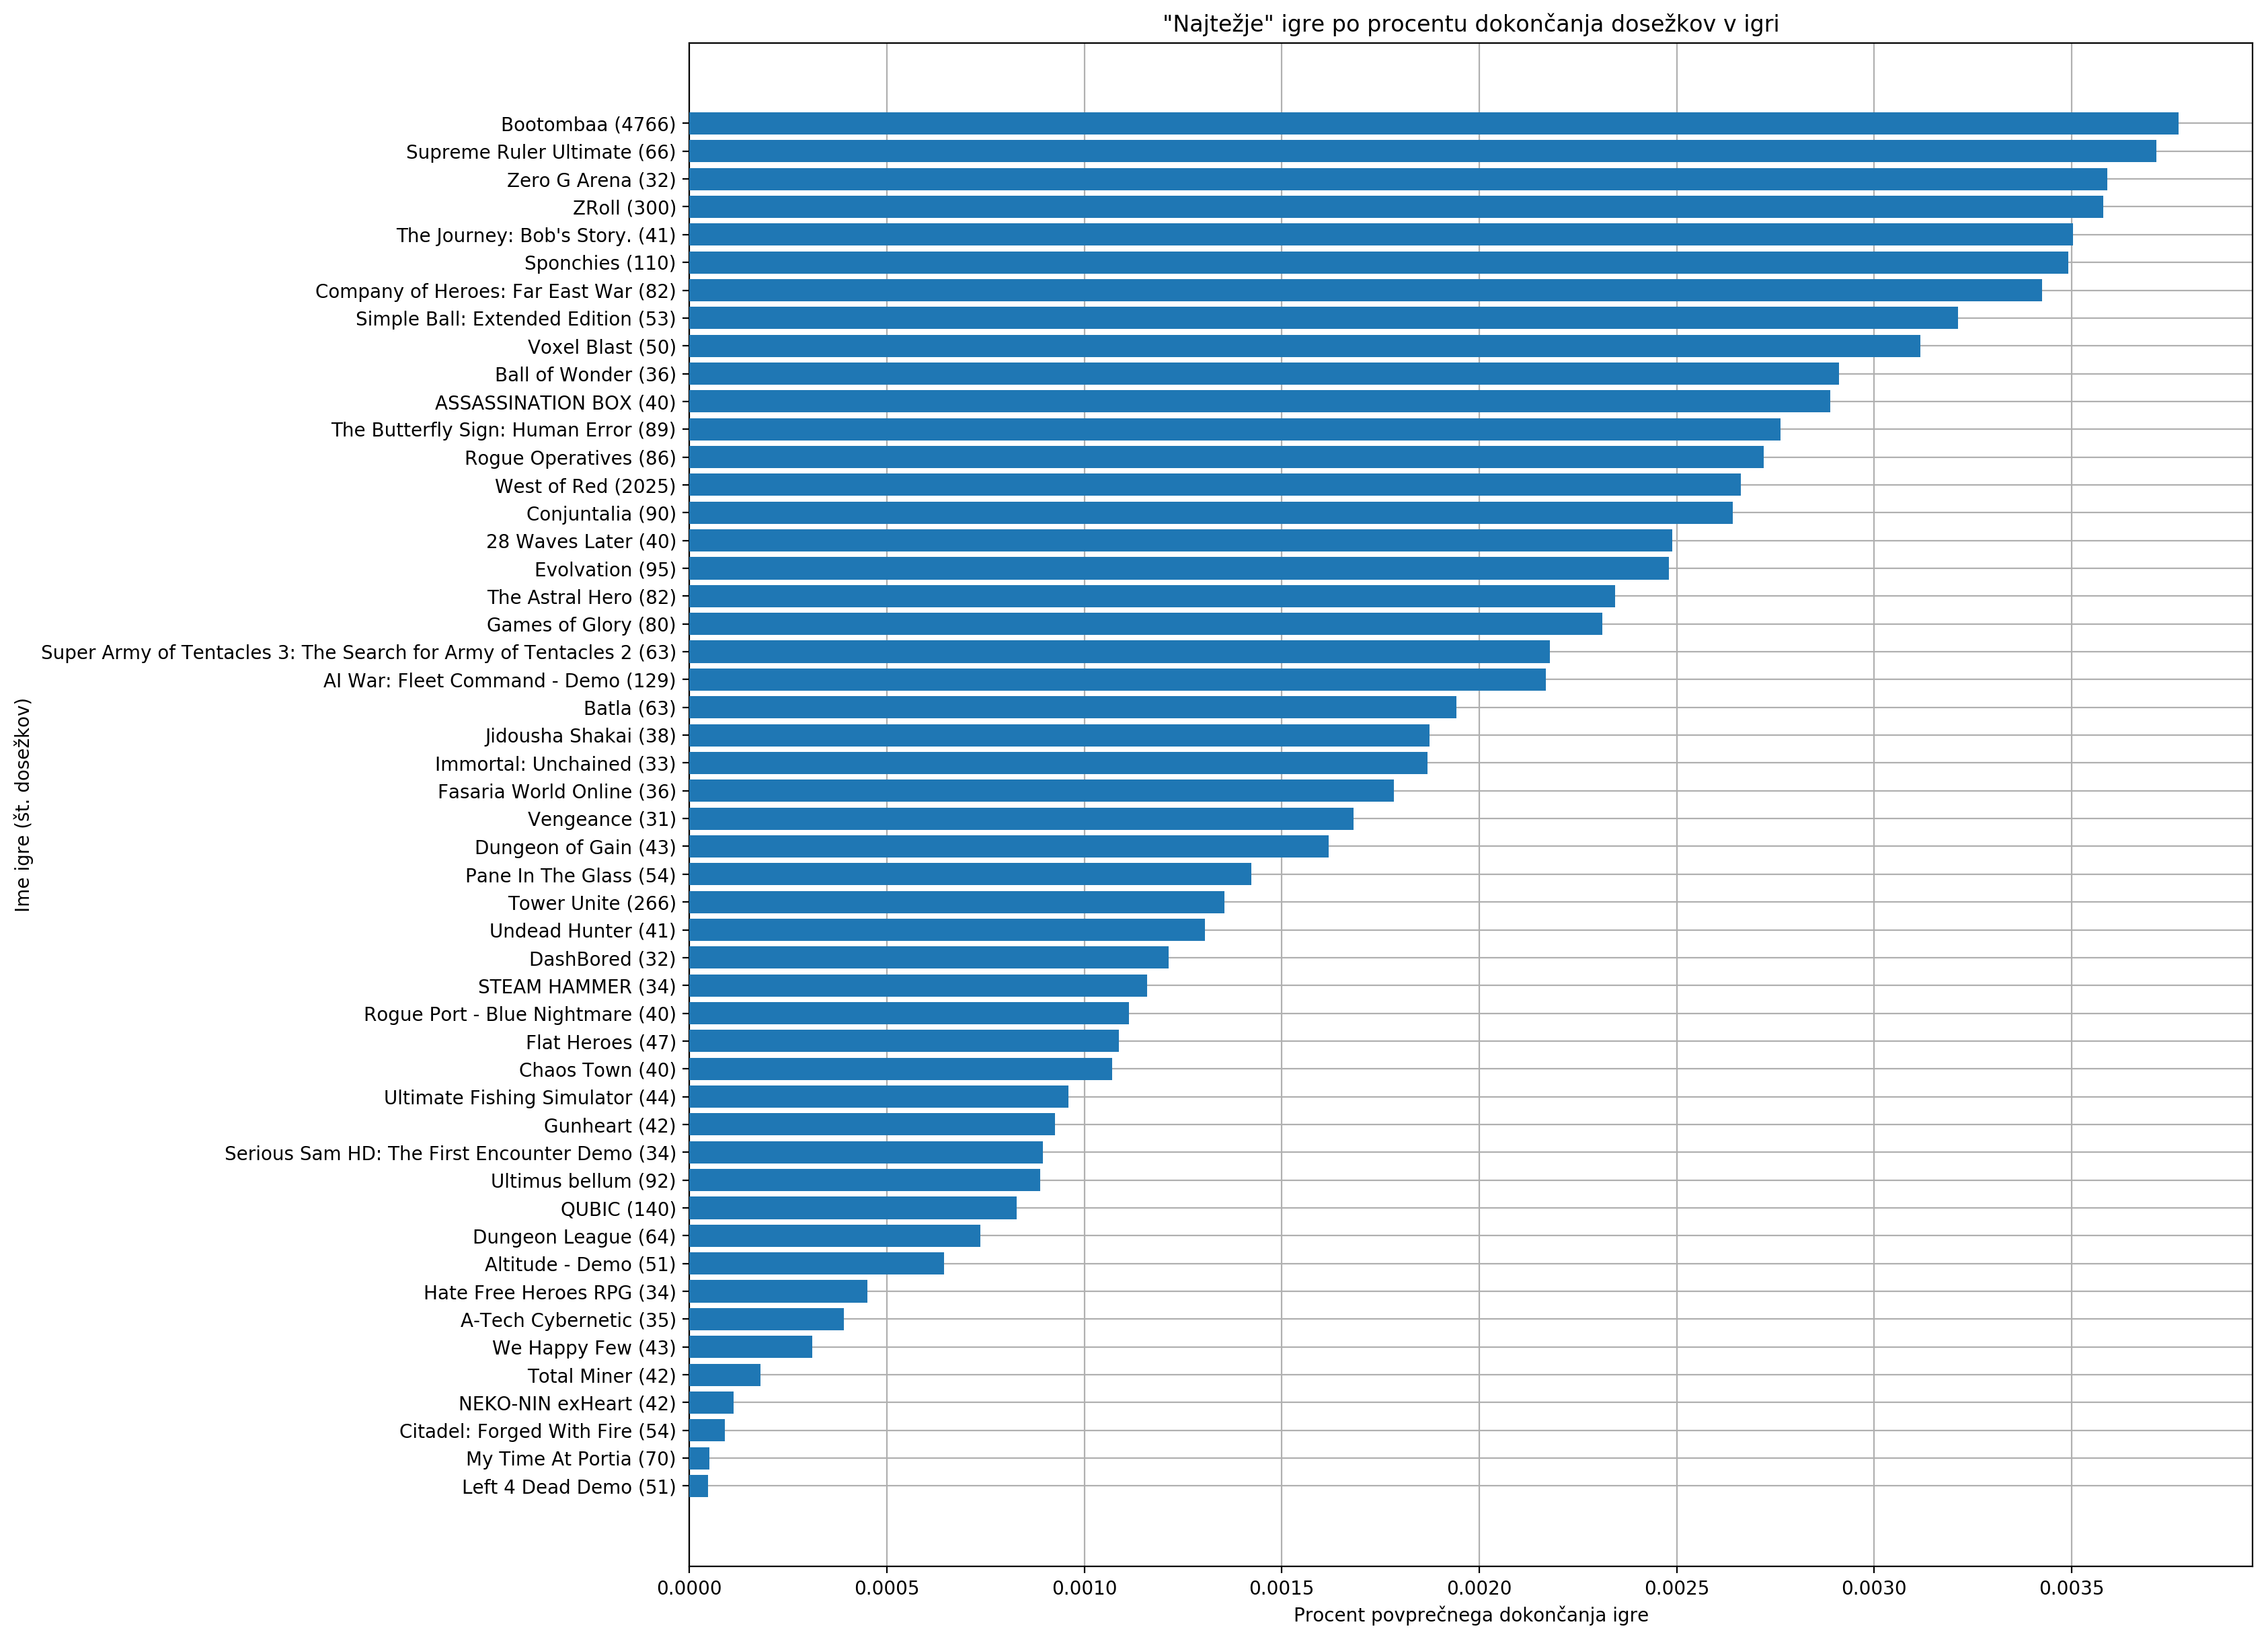 "Najtežje" igre po procentu dokončanja dosežkov v igri
Ime igre (št. dosežkov)
Bootombaa (4766)
Supreme Ruler Ultimate (66)
Zero G Arena (32)
ZRoll (300)
The Journey: Bob's Story. (41)
Sponchies (110)
Company of Heroes: Far East War (82)
Simple Ball: Extended Edition (53)
Voxel Blast (50)
Ball of Wonder (36)
ASSASSINATION BOX (40)
The Butterfly Sign: Human Error (89)
Rogue Operatives (86)
West of Red (2025)
Conjuntalia (90)
28 Waves Later (40)
Evolvation (95)
The Astral Hero (82)
Games of Glory (80)
Super Army of Tentacles 3: The Search for Army of Tentacles 2 (63)
AI War: Fleet Command - Demo (129)
Batla (63)
Jidousha Shakai (38)
Immortal: Unchained (33)
Fasaria World Online (36)
Vengeance (31)
Dungeon of Gain (43)
Pane In The Glass (54)
Tower Unite (266)
Undead Hunter (41)
DashBored (32)
STEAM HAMMER (34)
Rogue Port - Blue Nightmare (40)
Flat Heroes (47)
Chaos Town (40)
Ultimate Fishing Simulator (44)
Gunheart (42)
Serious Sam HD: The First Encounter Demo (34)
Ultimus bellum (92)
QUBIC (140)
Dungeon League (64)
Altitude - Demo (51)
Hate Free Heroes RPG (34)
A-Tech Cybernetic (35)
We Happy Few (43)
Total Miner (42)
NEKO-NIN exHeart (42)
Citadel: Forged With Fire (54)
My Time At Portia (70)
Left 4 Dead Demo (51)
0.0000 0.0005 0.0010 0.0015 0.0020 0.0025 0.0030 0.0035
Procent povprečnega dokončanja igre